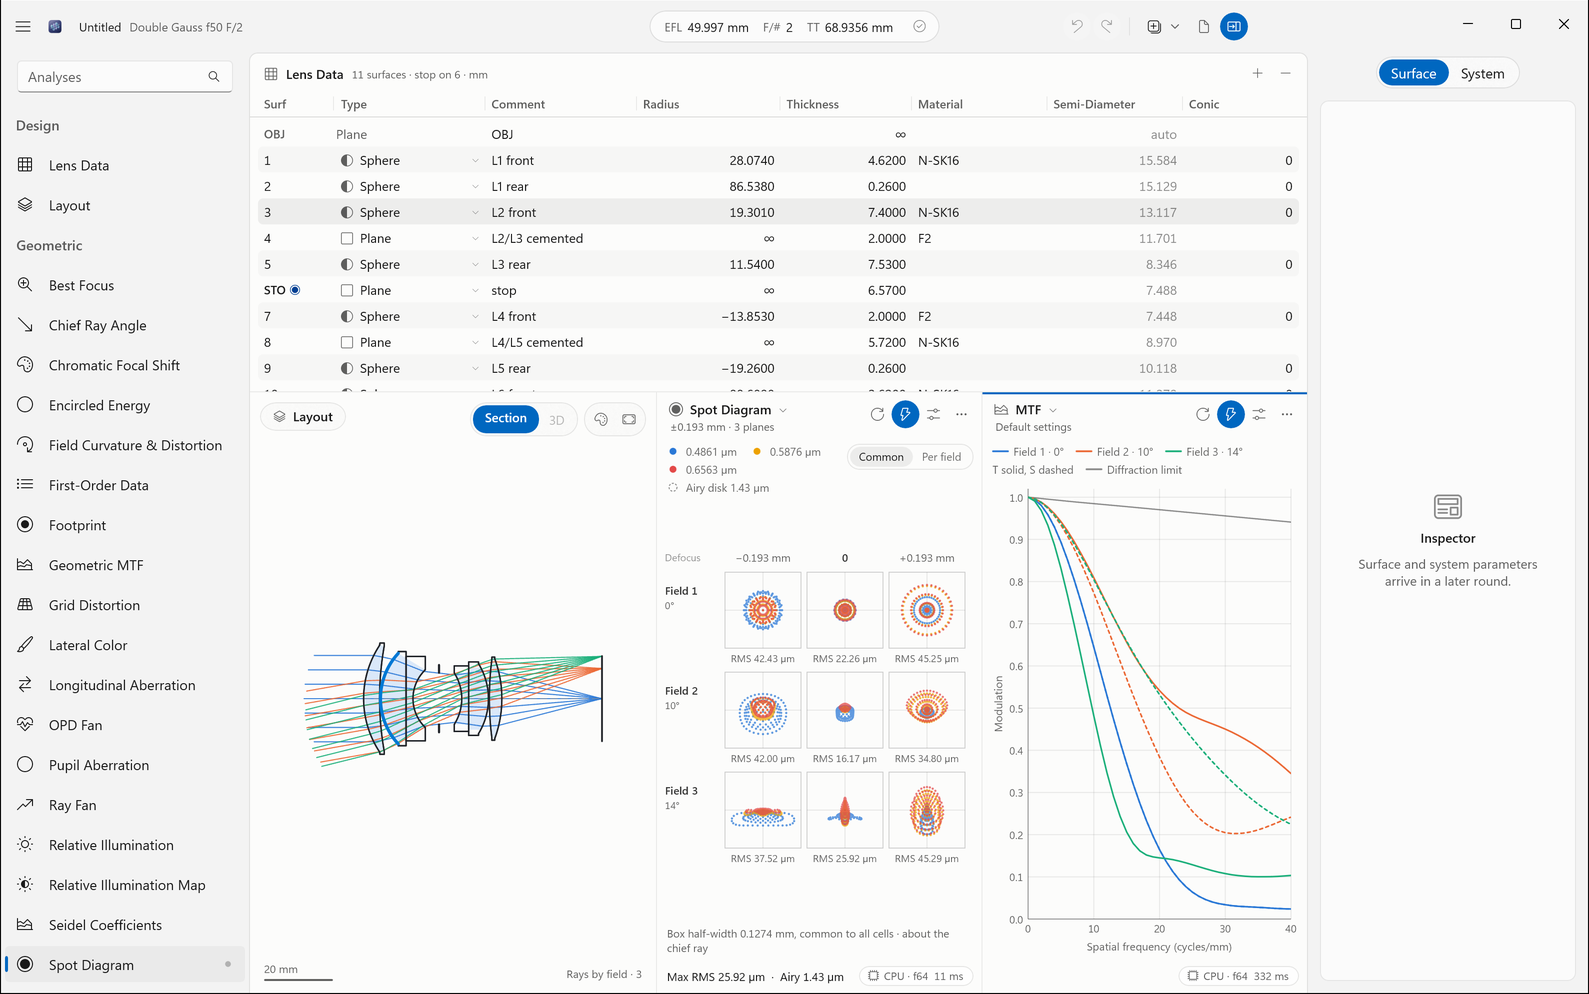 Untitled Double Gauss f50 F/2
EFL 49.997 mm F/# 2 TT 68.9356 mm
Analyses
Design
Lens Data
Layout
Geometric
Best Focus
Chief Ray Angle
Chromatic Focal Shift
Encircled Energy
Field Curvature & Distortion
First-Order Data
Footprint
Geometric MTF
Grid Distortion
Lateral Color
Longitudinal Aberration
OPD Fan
Pupil Aberration
Ray Fan
Relative Illumination
Relative Illumination Map
Seidel Coefficients
Spot Diagram
Lens Data 11 surfaces · stop on 6 · mm
Surf Type Comment Radius Thickness Material Semi-Diameter Conic
OBJ Plane OBJ ∞ auto
1 Sphere L1 front 28.0740 4.6200 N-SK16 15.584 0
2 Sphere L1 rear 86.5380 0.2600 15.129 0
3 Sphere L2 front 19.3010 7.4000 N-SK16 13.117 0
4 Plane L2/L3 cemented ∞ 2.0000 F2 11.701
5 Sphere L3 rear 11.5400 7.5300 8.346 0
STO Plane stop ∞ 6.5700 7.488
7 Sphere L4 front −13.8530 2.0000 F2 7.448 0
8 Plane L4/L5 cemented ∞ 5.7200 N-SK16 8.970
9 Sphere L5 rear −19.2600 0.2600 10.118 0
Layout
Section 3D
20 mm
Rays by field · 3
Spot Diagram
±0.193 mm · 3 planes
0.4861 µm 0.5876 µm
0.6563 µm
Airy disk 1.43 µm
Common Per field
Defocus −0.193 mm 0 +0.193 mm
Field 1
0°
RMS 42.43 µm RMS 22.26 µm RMS 45.25 µm
Field 2
10°
RMS 42.00 µm RMS 16.17 µm RMS 34.80 µm
Field 3
14°
RMS 37.52 µm RMS 25.92 µm RMS 45.29 µm
Box half-width 0.1274 mm, common to all cells · about the
chief ray
Max RMS 25.92 µm · Airy 1.43 µm
CPU · f64 11 ms
MTF
Default settings
Field 1 · 0° Field 2 · 10° Field 3 · 14°
T solid, S dashed Diffraction limit
Modulation
1.0
0.9
0.8
0.7
0.6
0.5
0.4
0.3
0.2
0.1
0.0
0 10 20 30 40
Spatial frequency (cycles/mm)
CPU · f64 332 ms
Surface System
Inspector
Surface and system parameters
arrive in a later round.